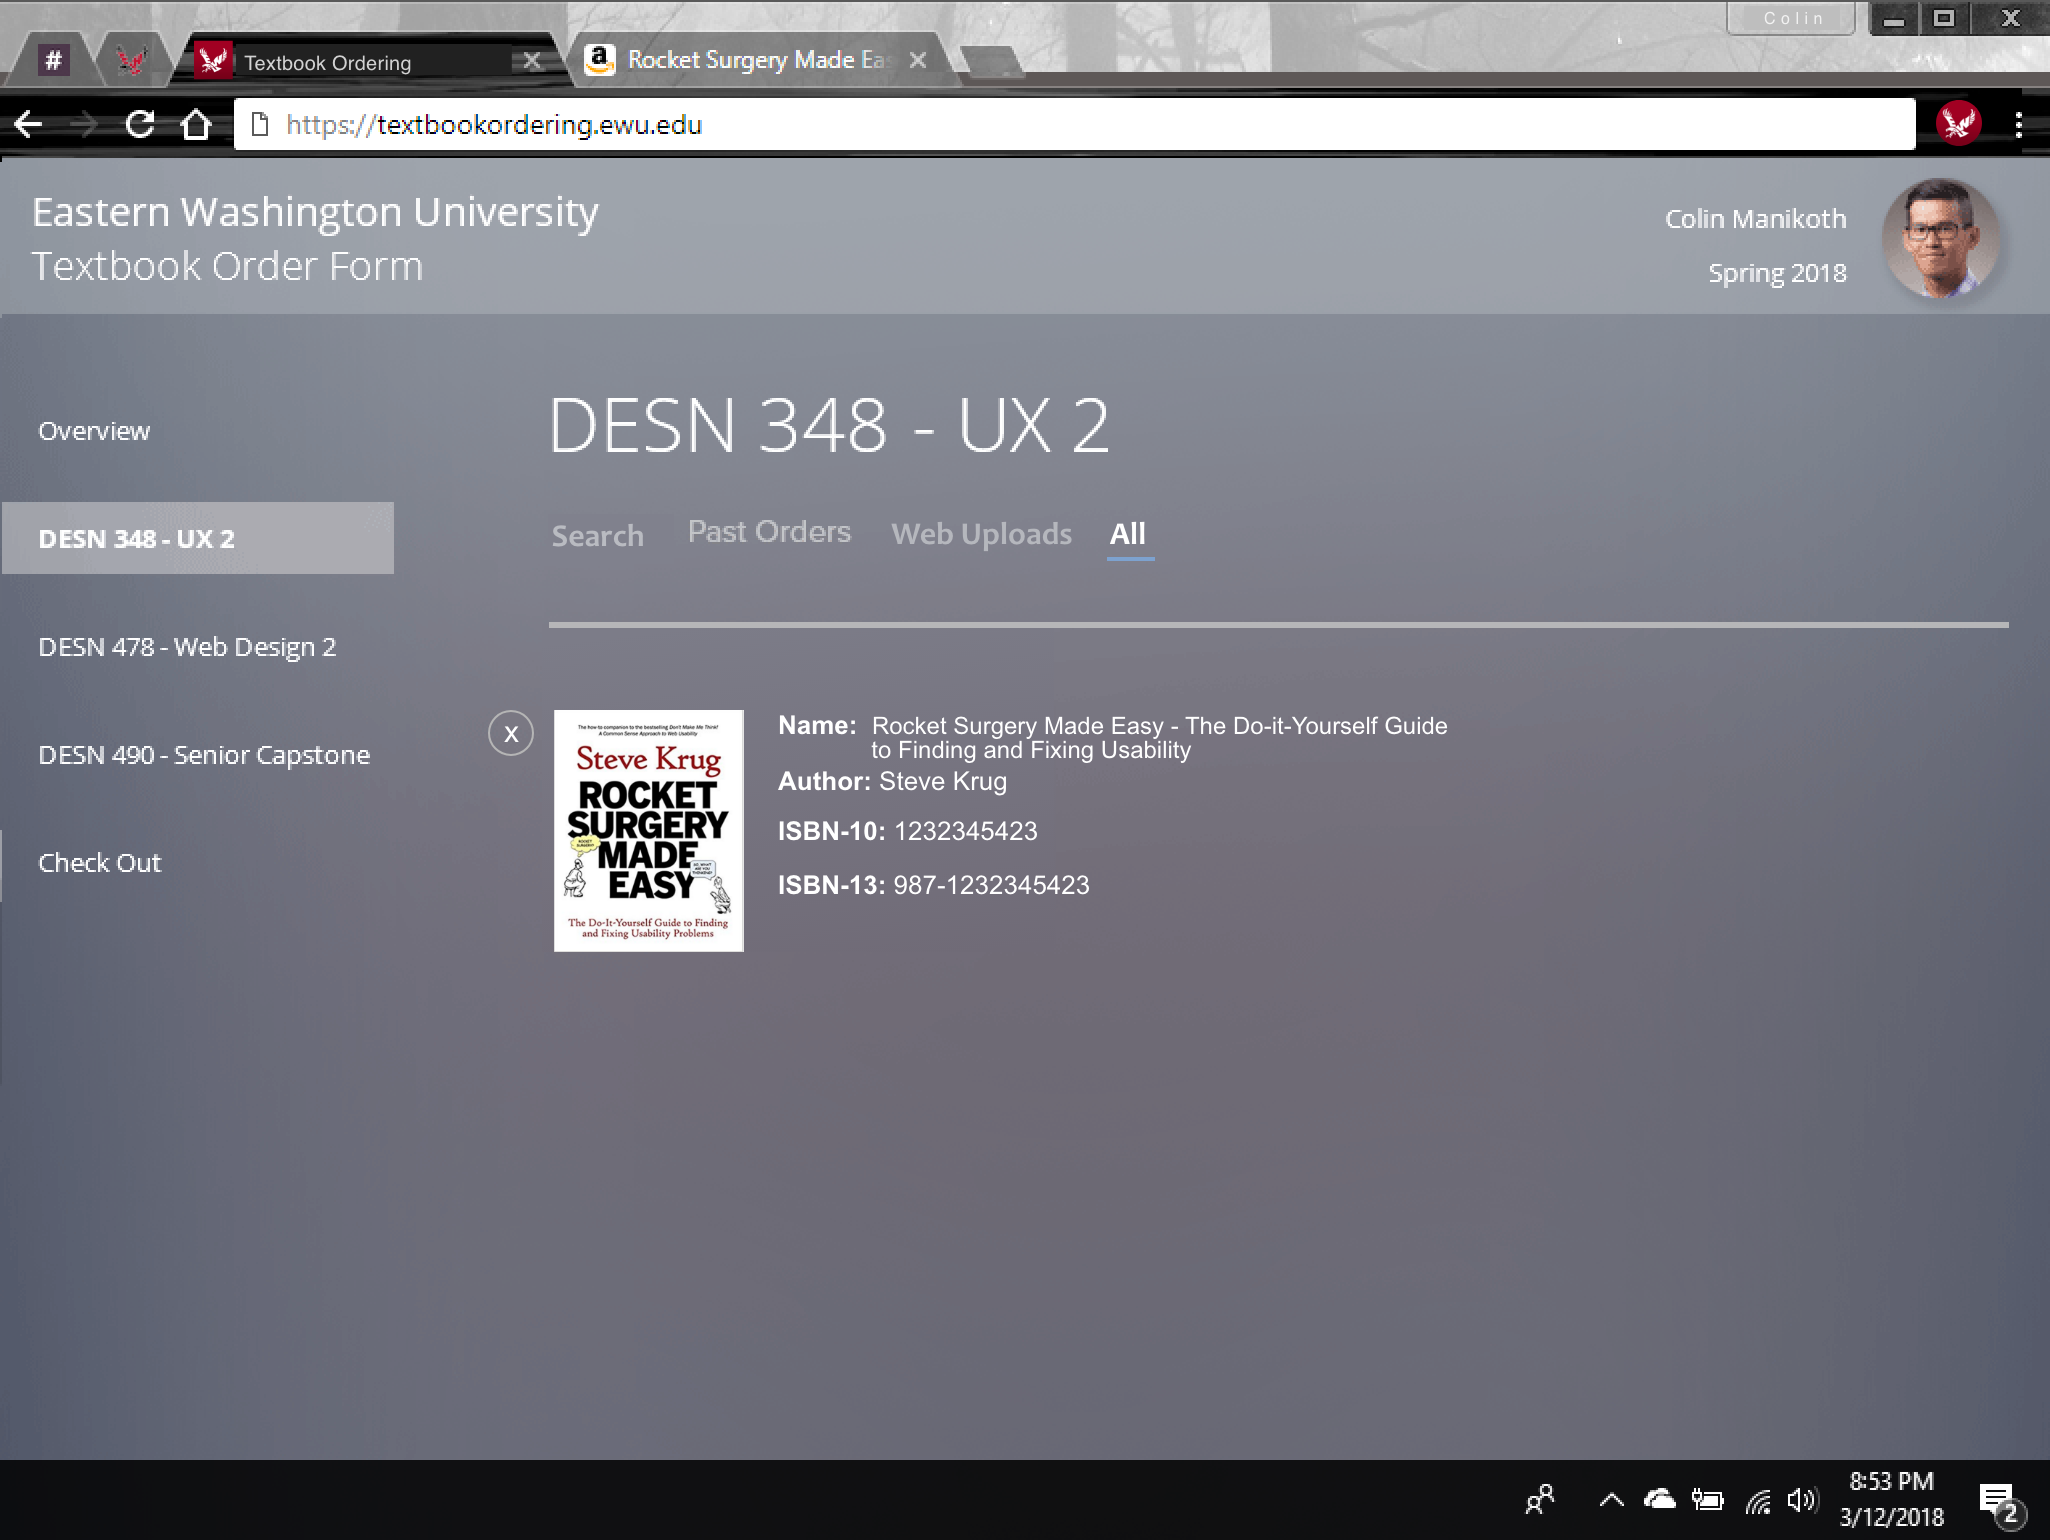 Colin
#
Textbook Ordering
Rocket Surgery Made Eas
https://textbookordering.ewu.edu
Eastern Washington University
Textbook Order Form
Colin Manikoth
Spring 2018
Overview
DESN 348 - UX 2
DESN 478 - Web Design 2
DESN 490 - Senior Capstone
Check Out
DESN 348 - UX 2
Search Past Orders Web Uploads All
X
The how-to companion to the bestselling Don't Make Me Think!
A Common Sense Approach to Web Usability
Steve Krug
ROCKET
SURGERY
MADE
EASY
The Do-It-Yourself Guide to Finding
and Fixing Usability Problems
Name: Rocket Surgery Made Easy - The Do-it-Yourself Guide
to Finding and Fixing Usability
Author: Steve Krug
ISBN-10: 1232345423
ISBN-13: 987-1232345423
8:53 PM
3/12/2018
2